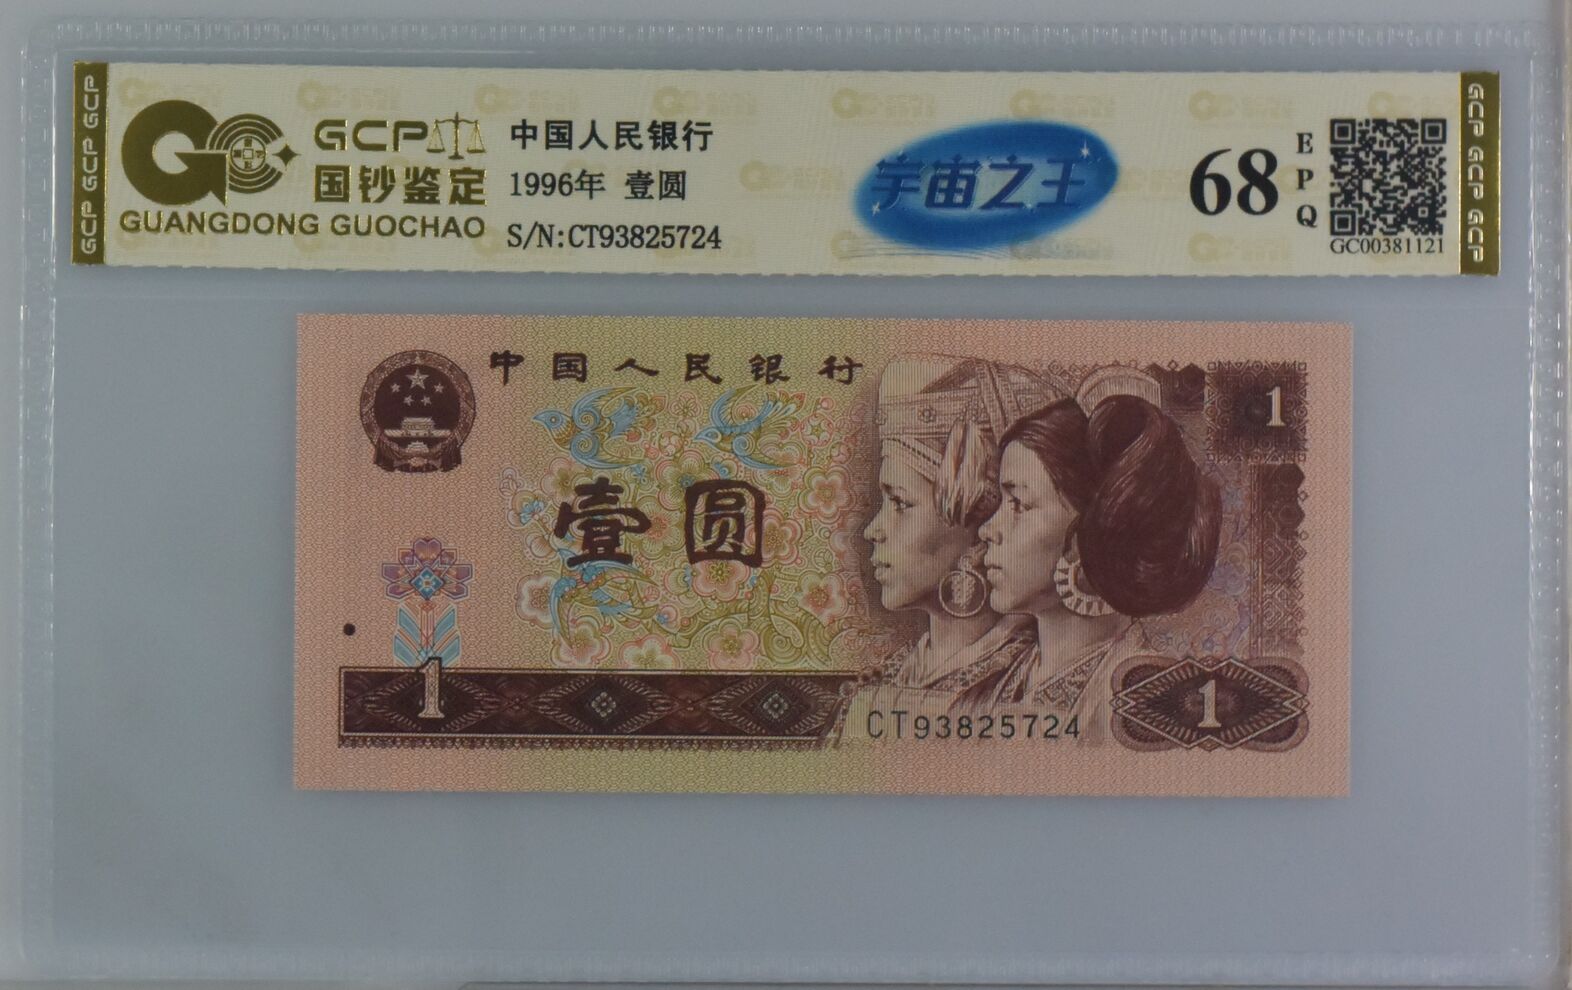 GCP GCP GCP
GCP
国钞鉴定
GUANGDONG GUOCHAO
中国人民银行
1996年 壹圆
S/N:CT93825724
宇宙之王
68
EPQ
GC00381121
GCP GCP GCP
中国人民银行
1
壹圆
1
1
CT93825724